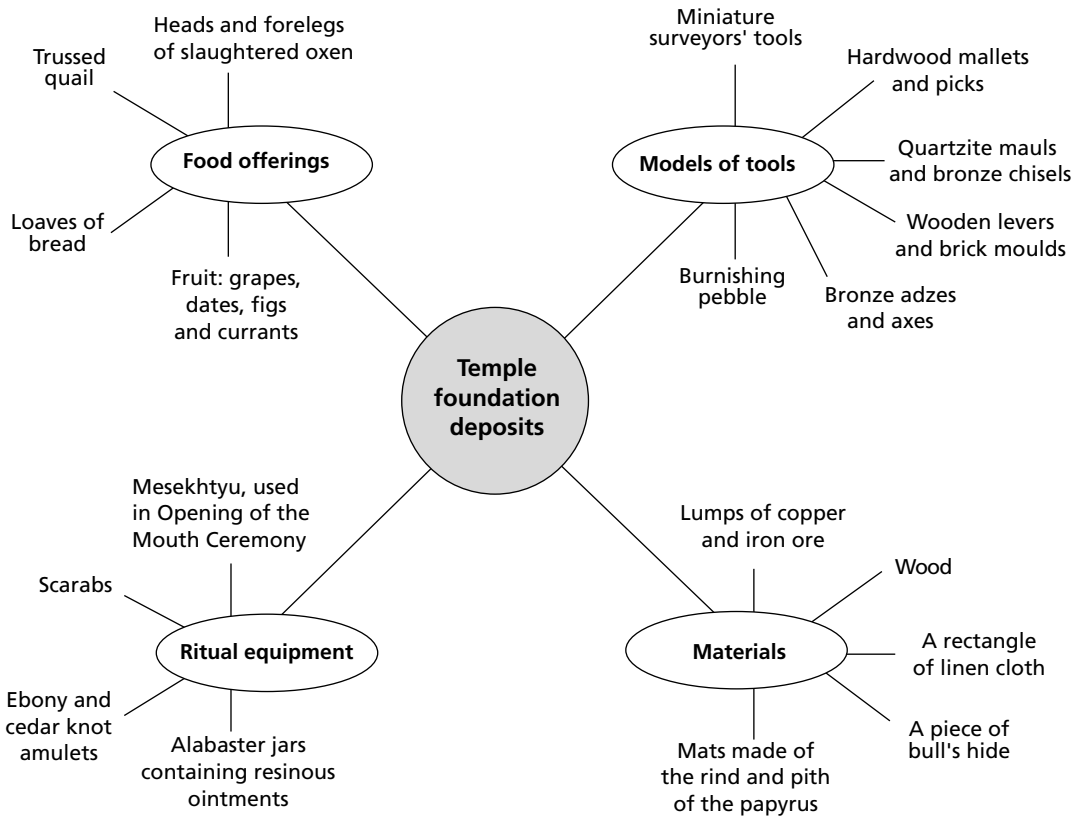 Heads and forelegs
of slaughtered oxen
Trussed
quail
Food offerings
Loaves of
bread
Fruit: grapes,
dates, figs
and currants
Miniature
surveyors' tools
Hardwood mallets
and picks
Models of tools
Quartzite mauls
and bronze chisels
Wooden levers
and brick moulds
Burnishing
pebble
Bronze adzes
and axes
Temple
foundation
deposits
Mesekhtyu, used
in Opening of the
Mouth Ceremony
Scarabs
Ritual equipment
Ebony and
cedar knot
amulets
Alabaster jars
containing resinous
ointments
Lumps of copper
and iron ore
Wood
Materials
A rectangle
of linen cloth
A piece of
bull's hide
Mats made of
the rind and pith
of the papyrus